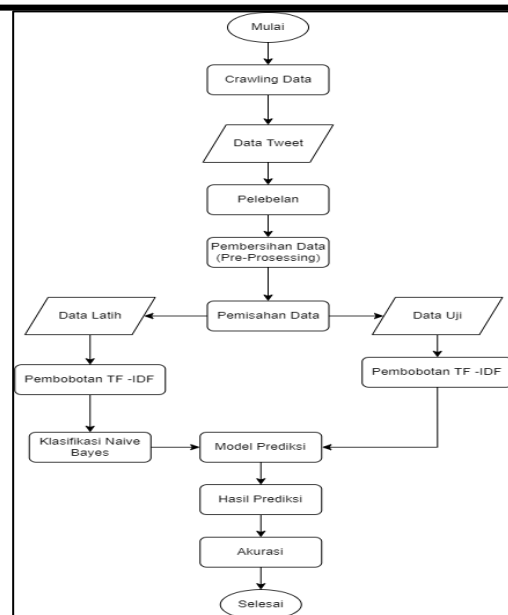 Mulai
Crawling Data
Data Tweet
Pelebelan
Pembersihan Data
(Pre-Prosessing)
Data Latih
Pemisahan Data
Data Uji
Pembobotan TF -IDF
Pembobotan TF -IDF
Klasifikasi Naive
Bayes
Model Prediksi
Hasil Prediksi
Akurasi
Selesai